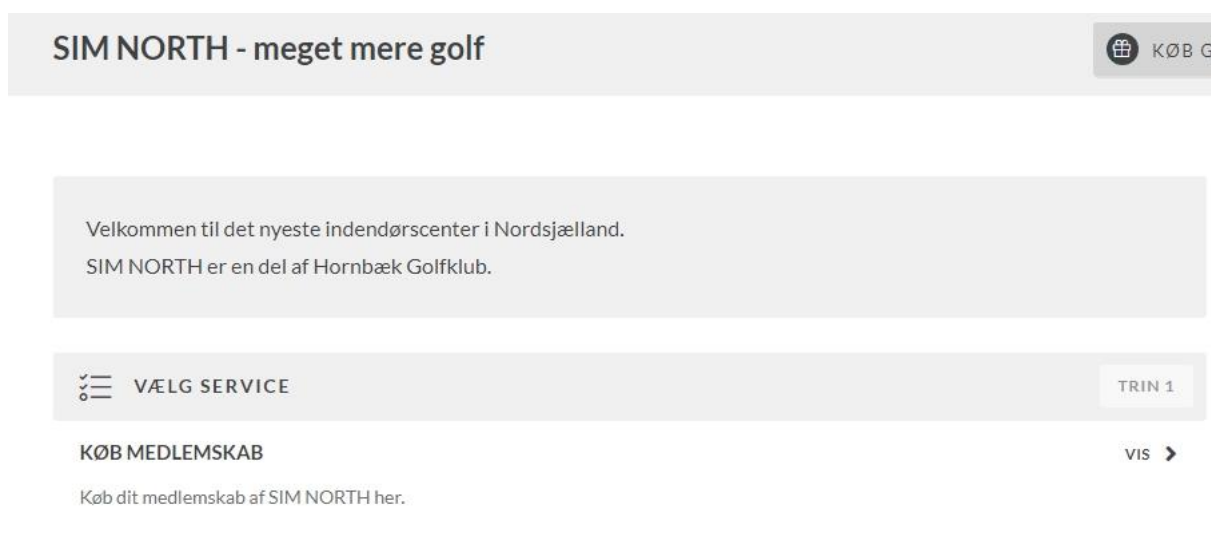 SIM NORTH - meget mere golf
KØB G
Velkommen til det nyeste indendørscenter i Nordsjælland.
SIM NORTH er en del af Hornbæk Golfklub.
VÆLG SERVICE
TRIN 1
KØB MEDLEMSKAB
VIS
Køb dit medlemskab af SIM NORTH her.